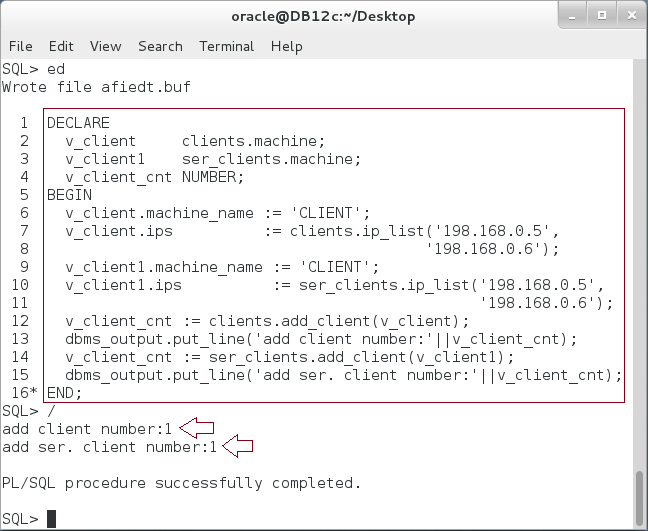 oracle@DB12c:~/Desktop
File Edit View Search Terminal Help
SQL> ed
Wrote file afiedt.buf
1 DECLARE
2 v_client clients.machine;
3 v_client1 ser_clients.machine;
4 v_client_cnt NUMBER;
5 BEGIN
6 v_client.machine_name := 'CLIENT';
7 v_client.ips := clients.ip_list('198.168.0.5',
8 '198.168.0.6');
9 v_client1.machine_name := 'CLIENT';
10 v_client1.ips := ser_clients.ip_list('198.168.0.5',
11 '198.168.0.6');
12 v_client_cnt := clients.add_client(v_client);
13 dbms_output.put_line('add client number:'||v_client_cnt);
14 v_client_cnt := ser_clients.add_client(v_client1);
15 dbms_output.put_line('add ser. client number:'||v_client_cnt);
16* END;
SQL> /
add client number:1
add ser. client number:1
PL/SQL procedure successfully completed.
SQL>